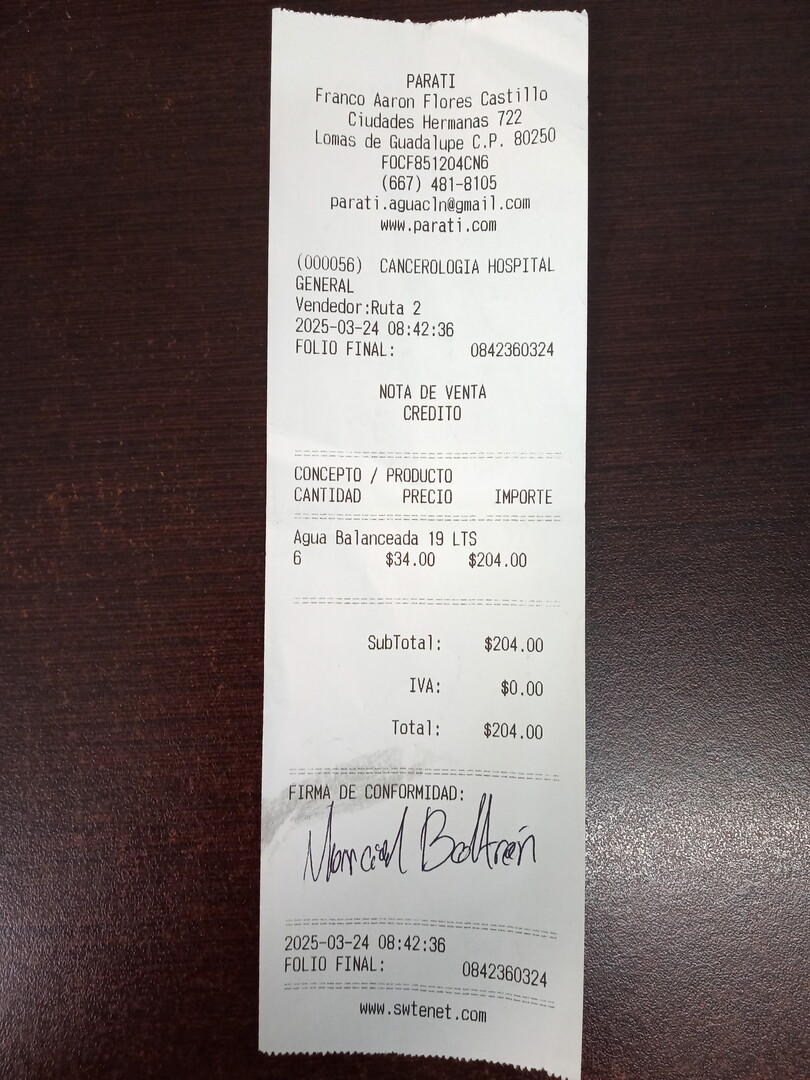 PARATI
Franco Aaron Flores Castillo
Ciudades Hermanas 722
Lomas de Guadalupe C.P. 80250
FOCF851204CN6
(667) 481-8105
parati.aguacln@gmail.com
www.parati.com
(000056) CANCEROLOGIA HOSPITAL
GENERAL
Vendedor:Ruta 2
2025-03-24 08:42:36
FOLIO FINAL: 0842360324
NOTA DE VENTA
CREDITO
CONCEPTO / PRODUCTO
CANTIDAD PRECIO IMPORTE
Agua Balanceada 19 LTS
6 $34.00 $204.00
SubTotal: $204.00
IVA: $0.00
Total: $204.00
FIRMA DE CONFORMIDAD:
Marcial Beltrán
2025-03-24 08:42:36
FOLIO FINAL: 0842360324
www.swtenet.com